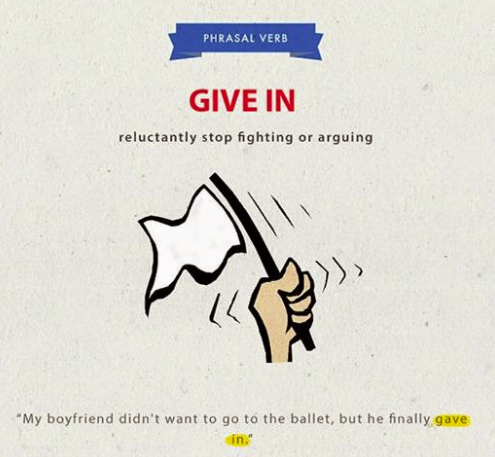 PHRASAL VERB
GIVE IN
reluctantly stop fighting or arguing
“My boyfriend didn't want to go to the ballet, but he finally gave
in.”